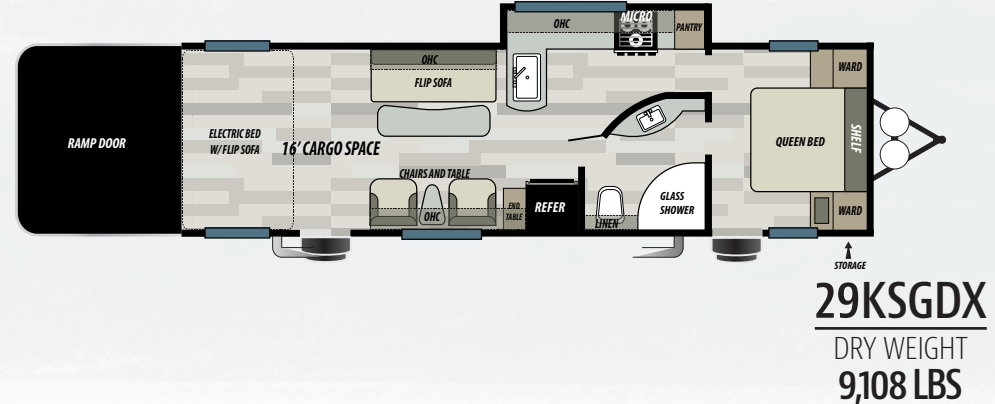 OHC
MICRO
PANTRY
OHC
FLIP SOFA
WARD
RAMP DOOR
ELECTRIC BED
W/ FLIP SOFA
16' CARGO SPACE
QUEEN BED
SHELF
CHAIRS AND TABLE
OHC
END
TABLE
REFER
LINEN
GLASS
SHOWER
WARD
STORAGE
29KSGDX
DRY WEIGHT
9,108 LBS